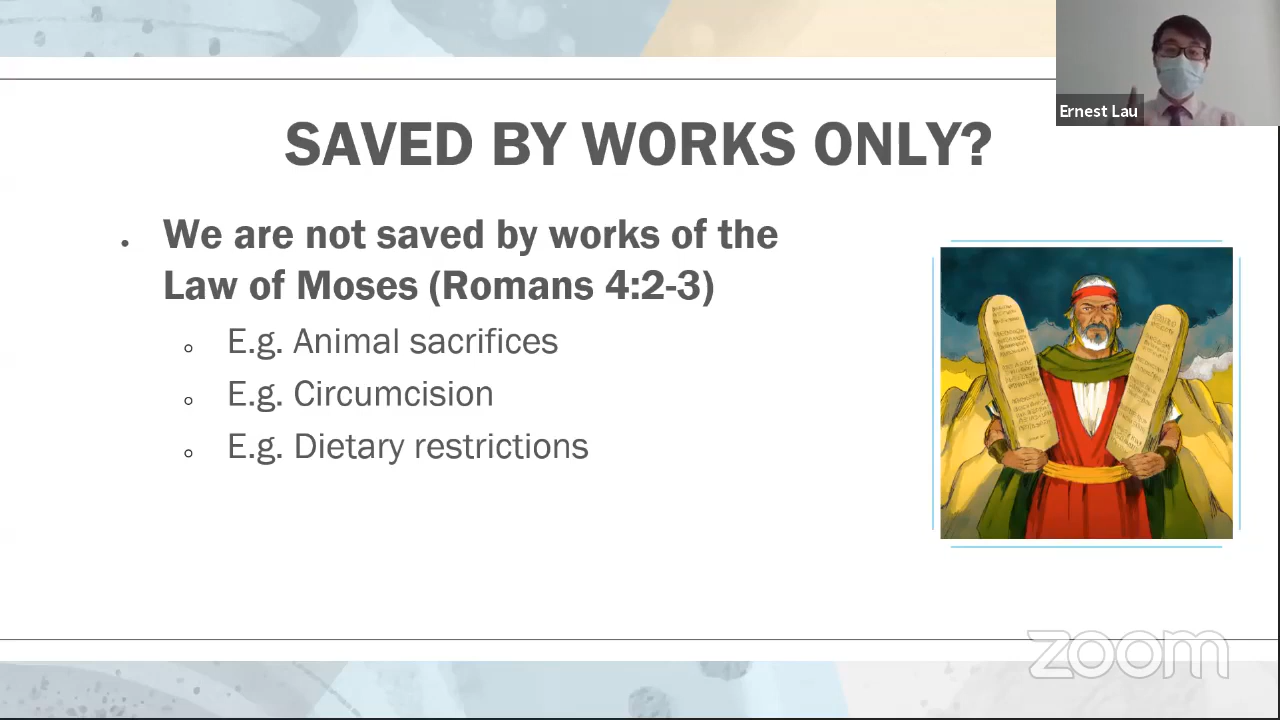 Ernest Lau
SAVED BY WORKS ONLY?
• We are not saved by works of the
Law of Moses (Romans 4:2-3)
○ E.g. Animal sacrifices
○ E.g. Circumcision
○ E.g. Dietary restrictions
zoom